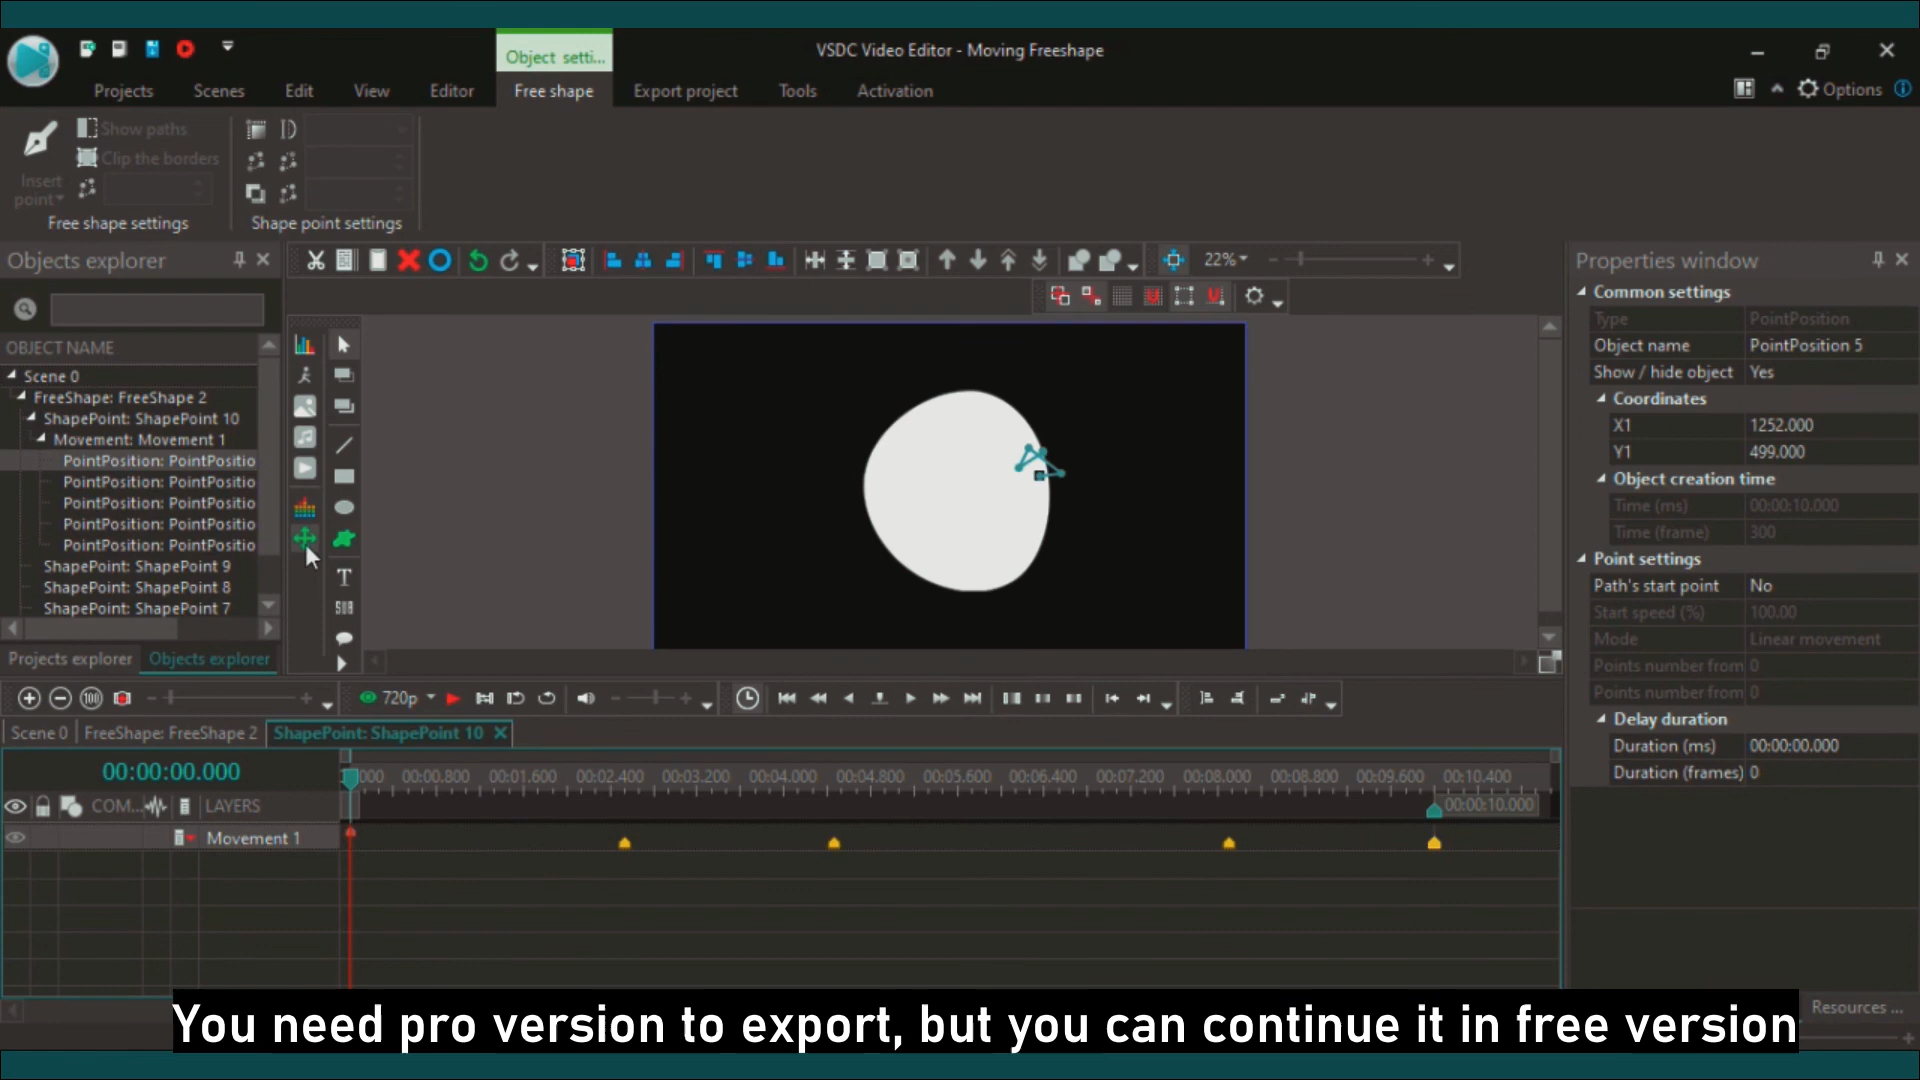 Object setti...
VSDC Video Editor - Moving Freeshape
Projects
Scenes
Edit
View
Editor
Free shape
Export project
Tools
Activation
Options
Show paths
Clip the borders
Insert
point
Free shape settings
Shape point settings
Objects explorer
22%
Properties window
OBJECT NAME
Scene 0
FreeShape: FreeShape 2
ShapePoint: ShapePoint 10
Movement: Movement 1
PointPosition: PointPositio
PointPosition: PointPositio
PointPosition: PointPositio
PointPosition: PointPositio
PointPosition: PointPositio
ShapePoint: ShapePoint 9
ShapePoint: ShapePoint 8
ShapePoint: ShapePoint 7
T
SUB
Projects explorer
Objects explorer
Common settings
Type PointPosition
Object name PointPosition 5
Show / hide object Yes
Coordinates
X1 1252.000
Y1 499.000
Object creation time
Time (ms) 00:00:10.000
Time (frame) 300
Point settings
Path's start point No
Start speed (%) 100.00
Mode Linear movement
Points number from 0
Points number from 0
Delay duration
Duration (ms) 00:00:00.000
Duration (frames) 0
100
720p
Scene 0
FreeShape: FreeShape 2
ShapePoint: ShapePoint 10
00:00:00.000
000 00:00.800 00:01.600 00:02.400 00:03.200 00:04.000 00:04.800 00:05.600 00:06.400 00:07.200 00:08.000 00:08.800 00:09.600 00:10.400
COM...
LAYERS
00:00:10.000
Movement 1
Resources ...
You need pro version to export, but you can continue it in free version